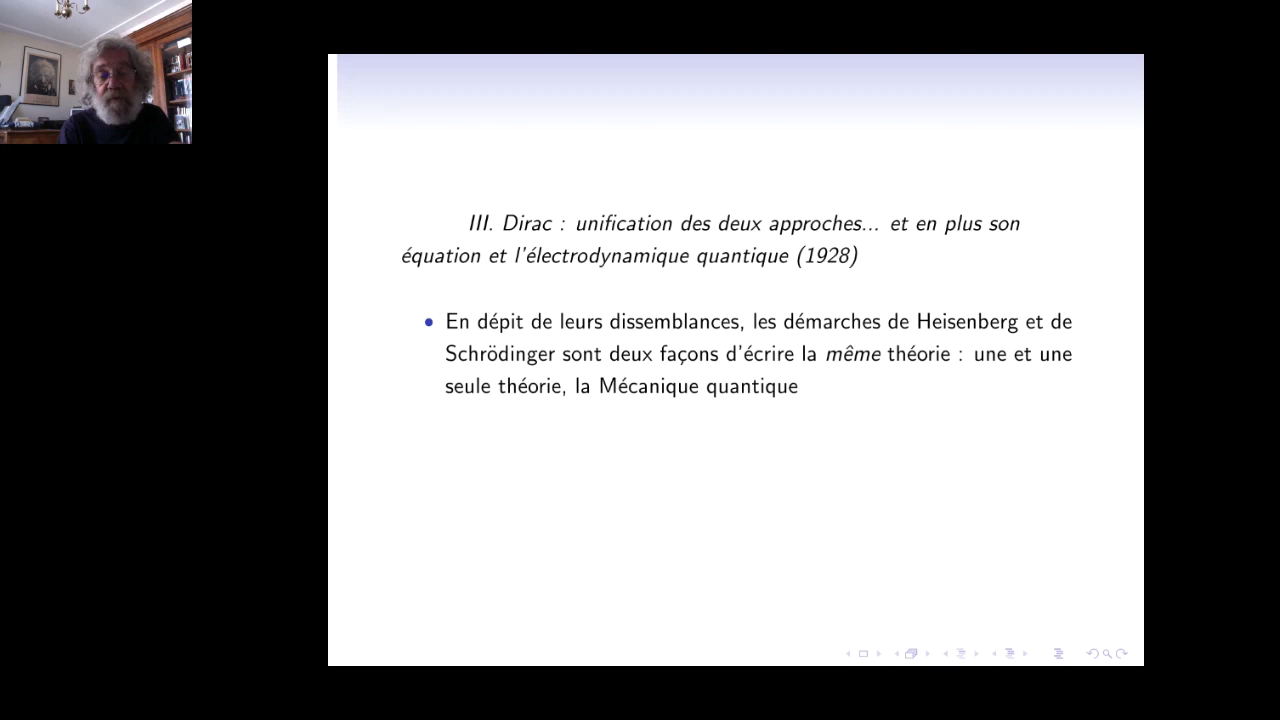 III. Dirac : unification des deux approches... et en plus son
équation et l'électrodynamique quantique (1928)
• En dépit de leurs dissemblances, les démarches de Heisenberg et de
Schrödinger sont deux façons d'écrire la même théorie : une et une
seule théorie, la Mécanique quantique